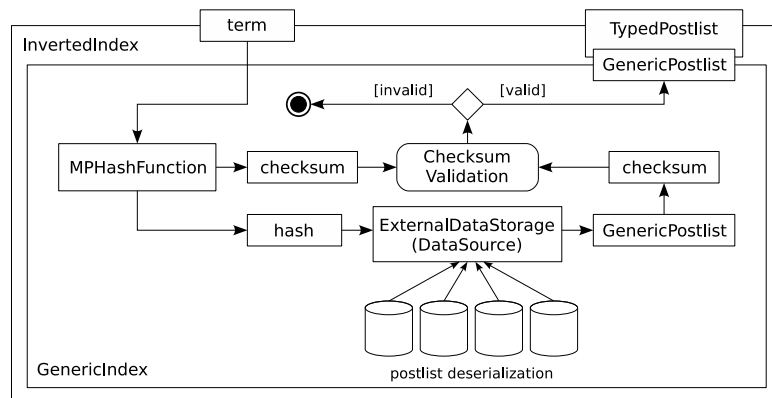 term
TypedPostlist
InvertedIndex
GenericPostlist
[invalid]
[valid]
MPHashFunction
checksum
Checksum
Validation
checksum
hash
ExternalDataStorage
(DataSource)
GenericPostlist
GenericIndex
postlist deserialization